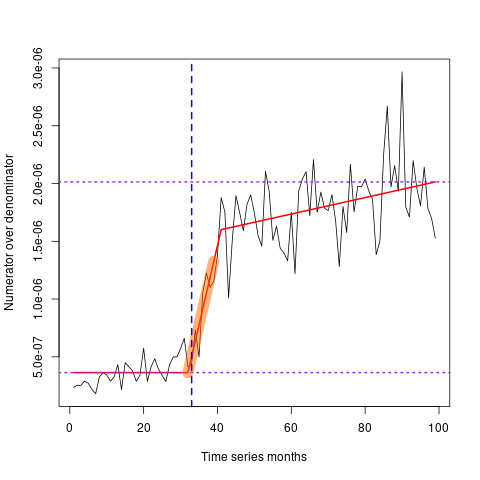 3.0e-06
2.5e-06
2.0e-06
1.5e-06
1.0e-06
5.0e-07
Numerator over denominator
0 20 40 60 80 100
Time series months